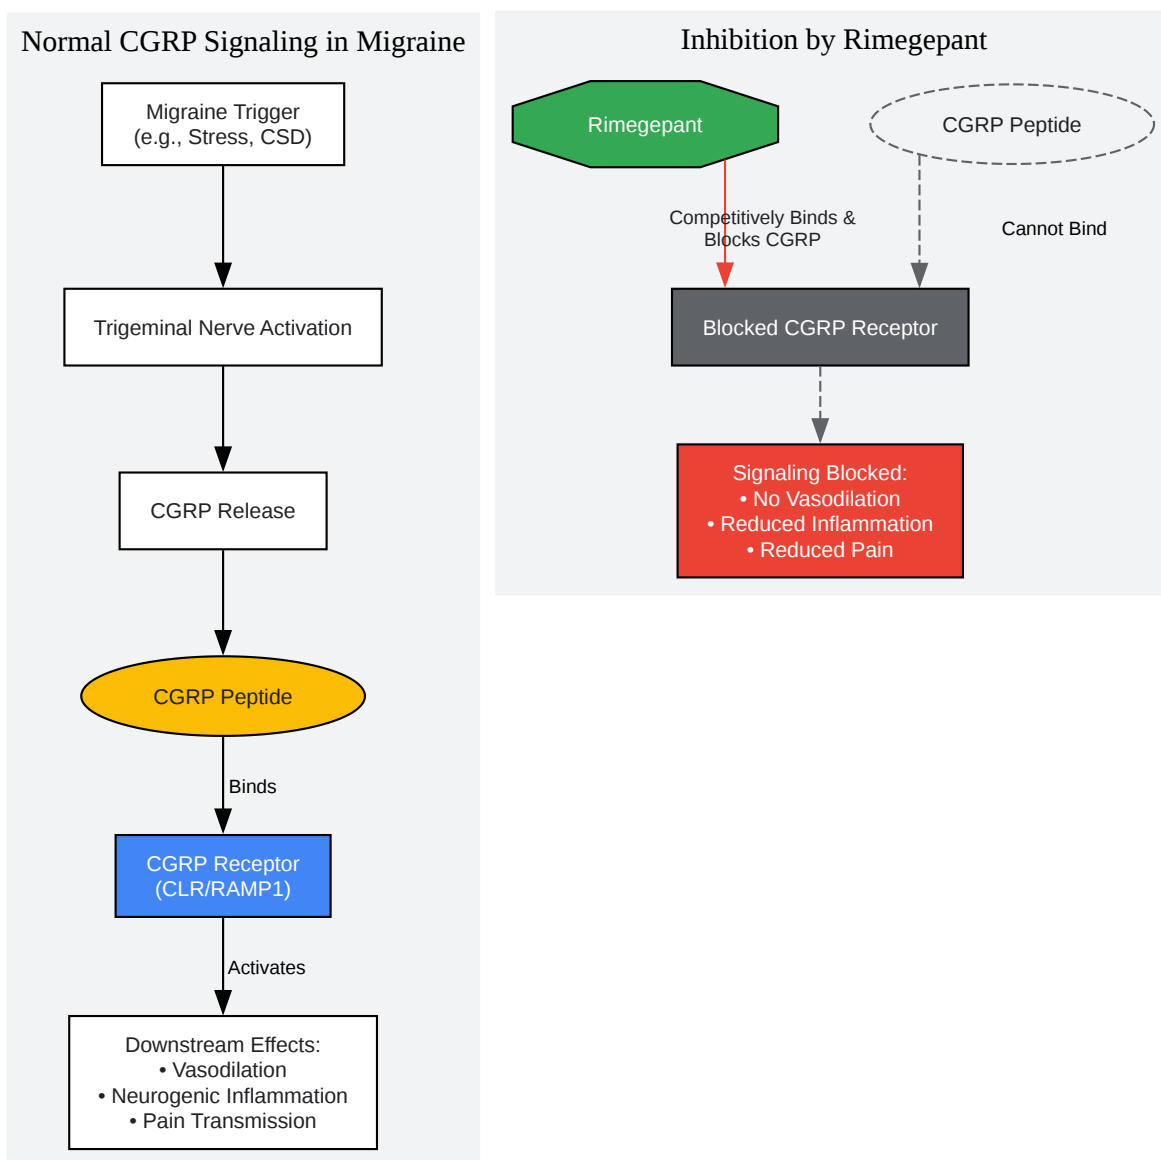 Normal CGRP Signaling in Migraine
Migraine Trigger
(e.g., Stress, CSD)
Trigeminal Nerve Activation
CGRP Release
CGRP Peptide
Binds
CGRP Receptor
(CLR/RAMP1)
Activates
Downstream Effects:
• Vasodilation
• Neurogenic Inflammation
• Pain Transmission
Inhibition by Rimegepant
Rimegepant
CGRP Peptide
Competitively Binds &
Blocks CGRP
Cannot Bind
Blocked CGRP Receptor
Signaling Blocked:
• No Vasodilation
• Reduced Inflammation
• Reduced Pain